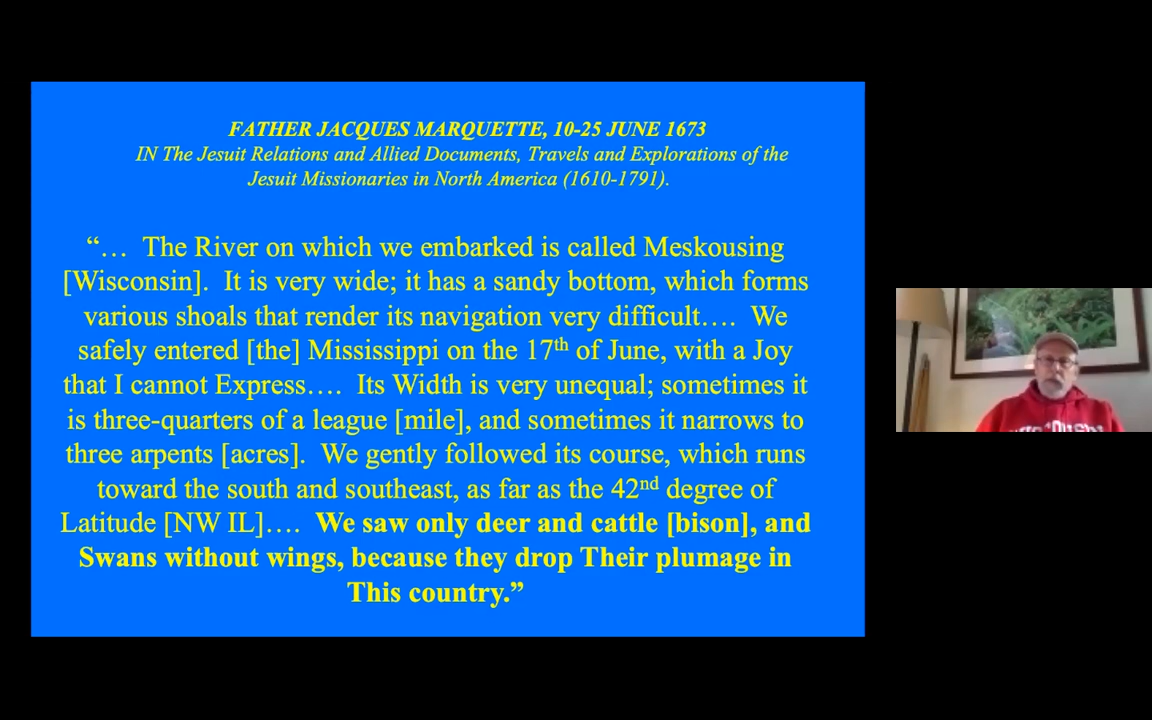 FATHER JACQUES MARQUETTE, 10-25 JUNE 1673
IN The Jesuit Relations and Allied Documents, Travels and Explorations of the
Jesuit Missionaries in North America (1610-1791).
“… The River on which we embarked is called Meskousing
[Wisconsin]. It is very wide; it has a sandy bottom, which forms
various shoals that render its navigation very difficult…. We
safely entered [the] Mississippi on the 17th of June, with a Joy
that I cannot Express…. Its Width is very unequal; sometimes it
is three-quarters of a league [mile], and sometimes it narrows to
three arpents [acres]. We gently followed its course, which runs
toward the south and southeast, as far as the 42nd degree of
Latitude [NW IL]…. We saw only deer and cattle [bison], and
Swans without wings, because they drop Their plumage in
This country.”